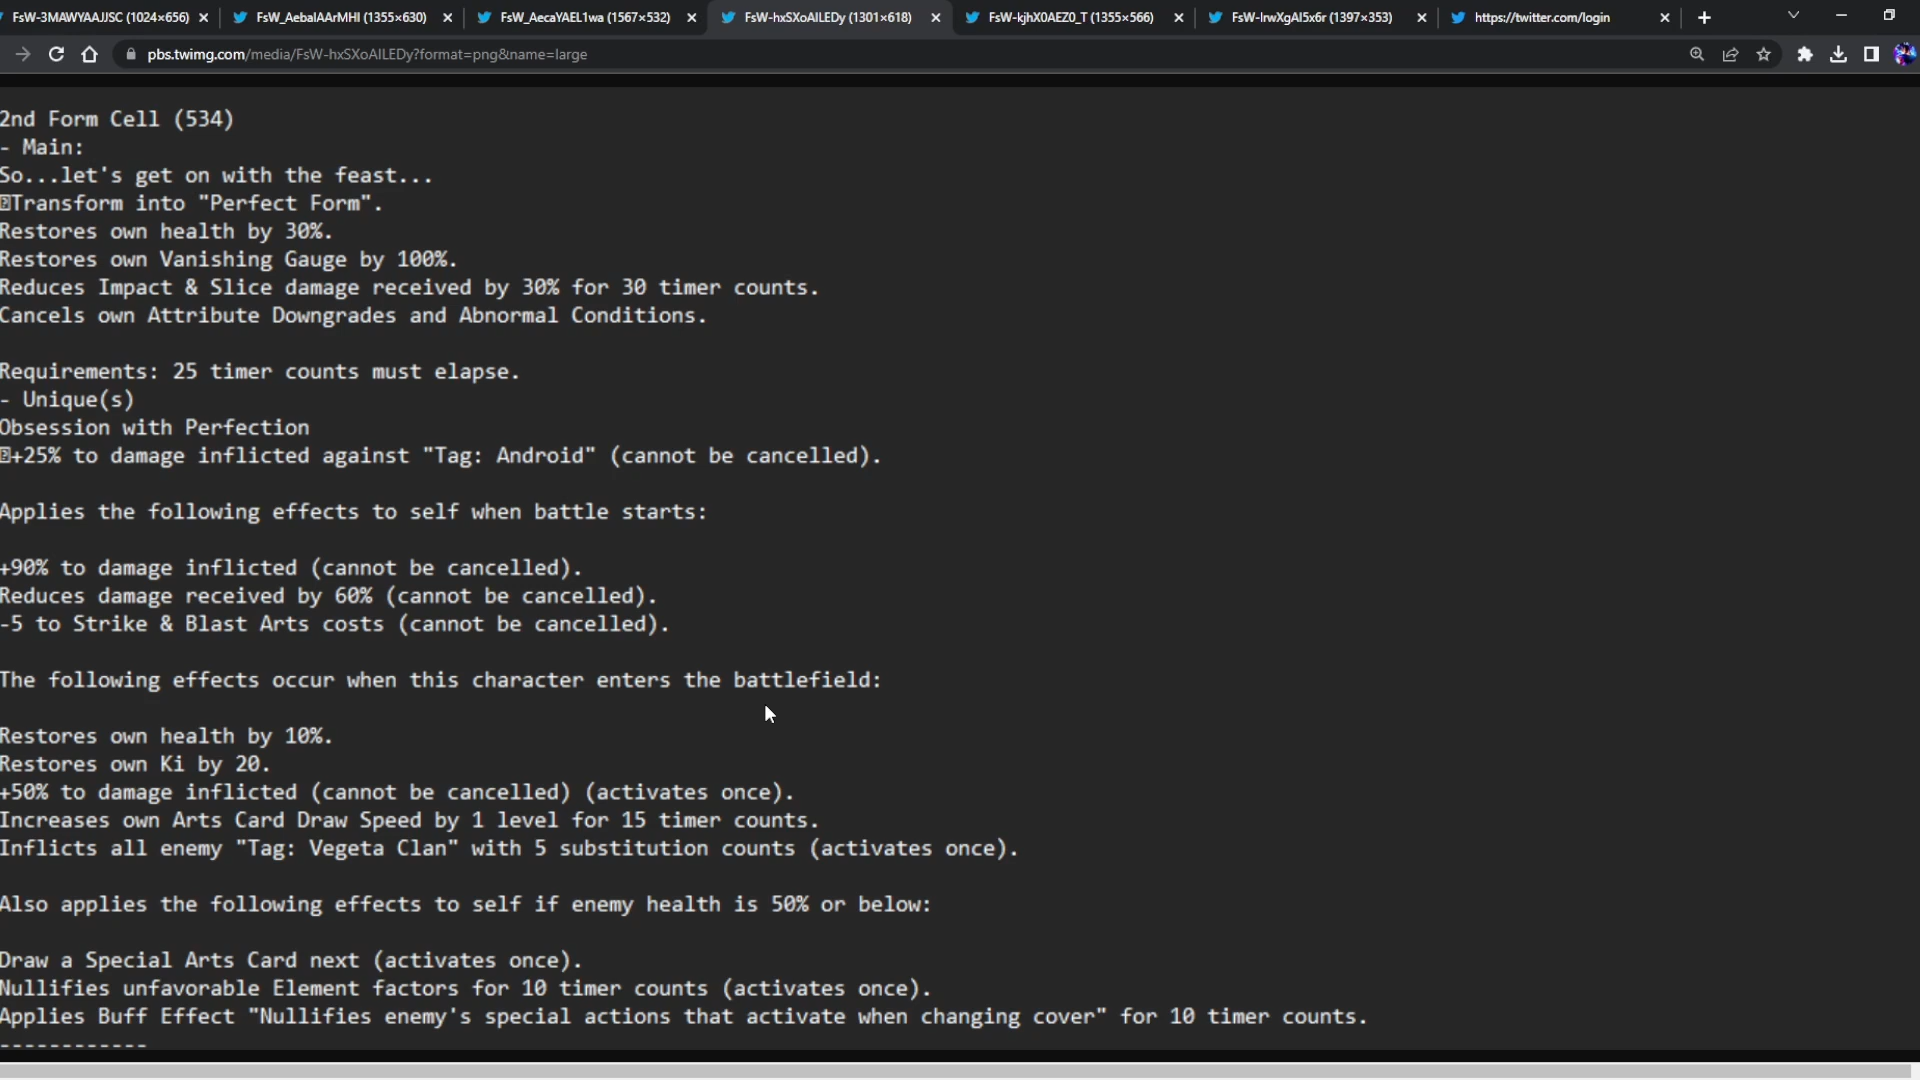 FsW-3MAWYAAJJSC (1024×656)
FsW_AebaIAArMHI (1355×630)
FsW_AecaYAEL1wa (1567×532)
FsW-hxSXoAILEDy (1301×618)
FsW-kjhX0AEZ0_T (1355×566)
FsW-lrwXgAI5x6r (1397×353)
https://twitter.com/login
pbs.twimg.com/media/FsW-hxSXoAILEDy?format=png&name=large
2nd Form Cell (534)
- Main:
So...let's get on with the feast...
Transform into "Perfect Form".
Restores own health by 30%.
Restores own Vanishing Gauge by 100%.
Reduces Impact & Slice damage received by 30% for 30 timer counts.
Cancels own Attribute Downgrades and Abnormal Conditions.
Requirements: 25 timer counts must elapse.
- Unique(s)
Obsession with Perfection
+25% to damage inflicted against "Tag: Android" (cannot be cancelled).
Applies the following effects to self when battle starts:
+90% to damage inflicted (cannot be cancelled).
Reduces damage received by 60% (cannot be cancelled).
-5 to Strike & Blast Arts costs (cannot be cancelled).
The following effects occur when this character enters the battlefield:
Restores own health by 10%.
Restores own Ki by 20.
+50% to damage inflicted (cannot be cancelled) (activates once).
Increases own Arts Card Draw Speed by 1 level for 15 timer counts.
Inflicts all enemy "Tag: Vegeta Clan" with 5 substitution counts (activates once).
Also applies the following effects to self if enemy health is 50% or below:
Draw a Special Arts Card next (activates once).
Nullifies unfavorable Element factors for 10 timer counts (activates once).
Applies Buff Effect "Nullifies enemy's special actions that activate when changing cover" for 10 timer counts.
------------